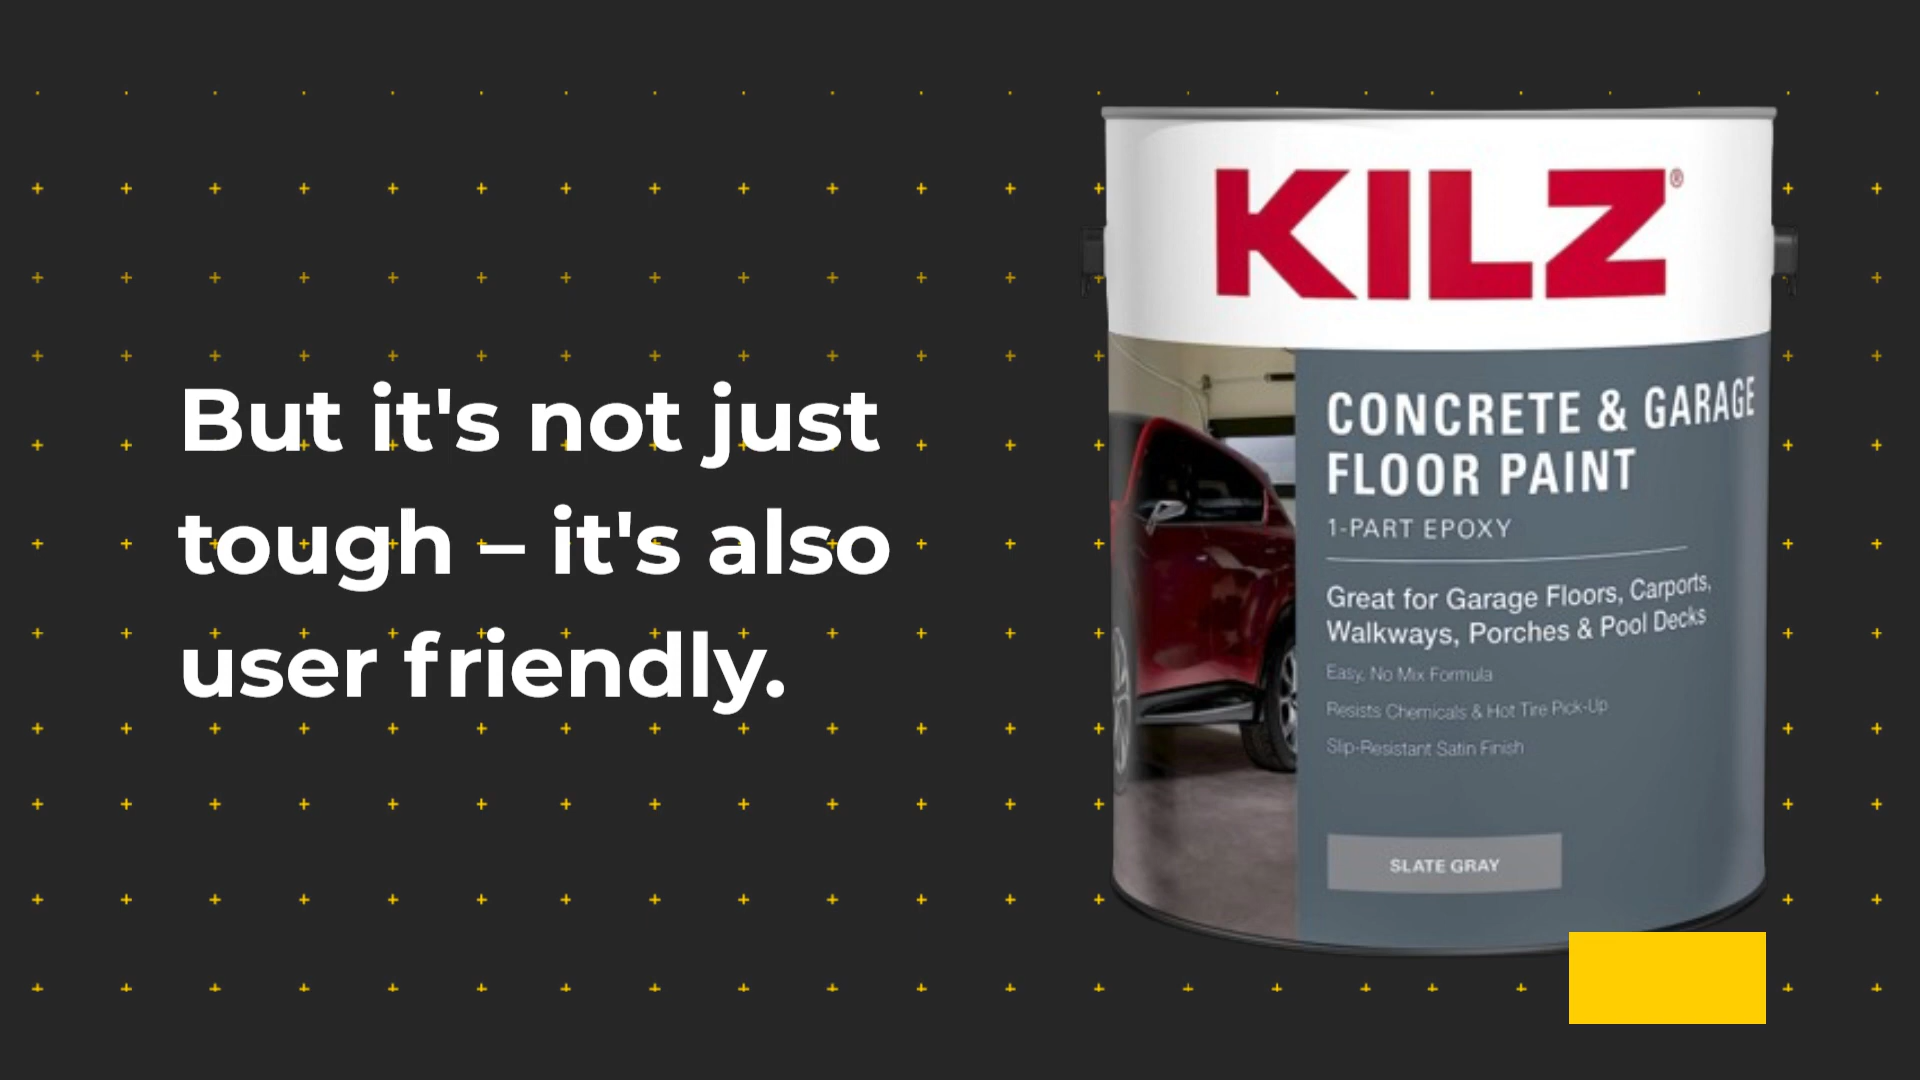 But it's not just
tough – it's also
user friendly.
KILZ®
CONCRETE & GARAGE
FLOOR PAINT
1-PART EPOXY
Great for Garage Floors, Carports,
Walkways, Porches & Pool Decks
Easy, No Mix Formula
Resists Chemicals & Hot Tire Pick-Up
Slip-Resistant Satin Finish
SLATE GRAY